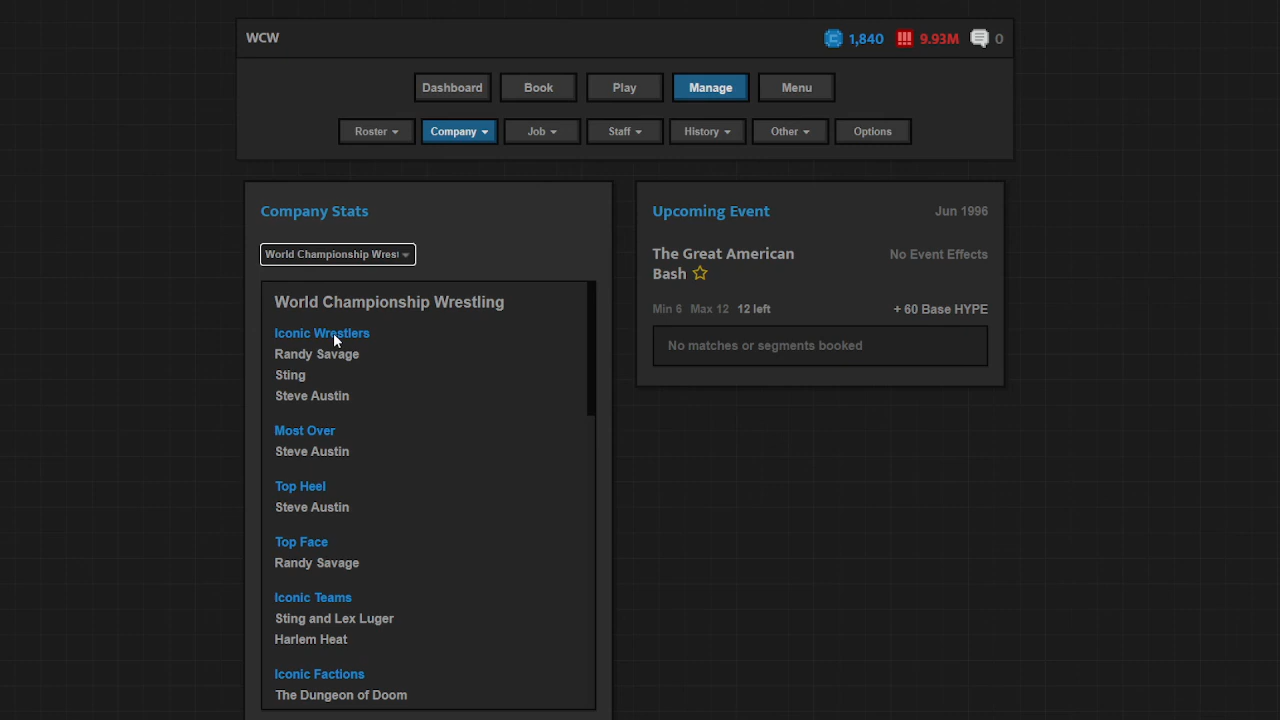 WCW
1,840 9.93M 0
Dashboard Book Play Manage Menu
Roster Company Job Staff History Other Options
Company Stats
World Championship Wres
World Championship Wrestling
Iconic Wrestlers
Randy Savage
Sting
Steve Austin
Most Over
Steve Austin
Top Heel
Steve Austin
Top Face
Randy Savage
Iconic Teams
Sting and Lex Luger
Harlem Heat
Iconic Factions
The Dungeon of Doom
Upcoming Event Jun 1996
The Great American No Event Effects
Bash
Min 6 Max 12 12 left + 60 Base HYPE
No matches or segments booked